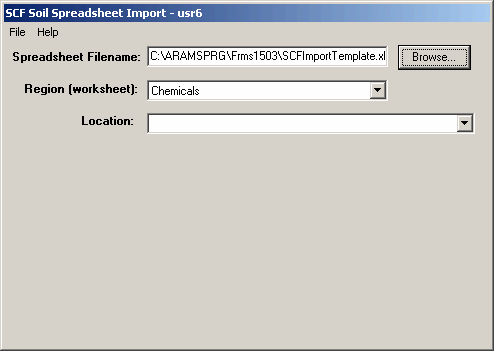 SCF Soil Spreadsheet Import - usr6
File Help
Spreadsheet Filename: C:\ARAMSPRG\Frms1503\SCFImportTemplate.xl Browse...
Region (worksheet): Chemicals
Location: